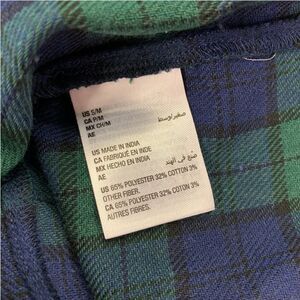 US S/M
CA P/M
MX CH/M
AE صغير/وسط
US MADE IN INDIA
CA FABRIQUÉ EN INDE
MX HECHO EN INDIA
AE صنع في الهند
US 65% POLYESTER 32% COTTON 3%
OTHER FIBER.
CA 65% POLYESTER 32% COTTON 3%
AUTRES FIBRES.